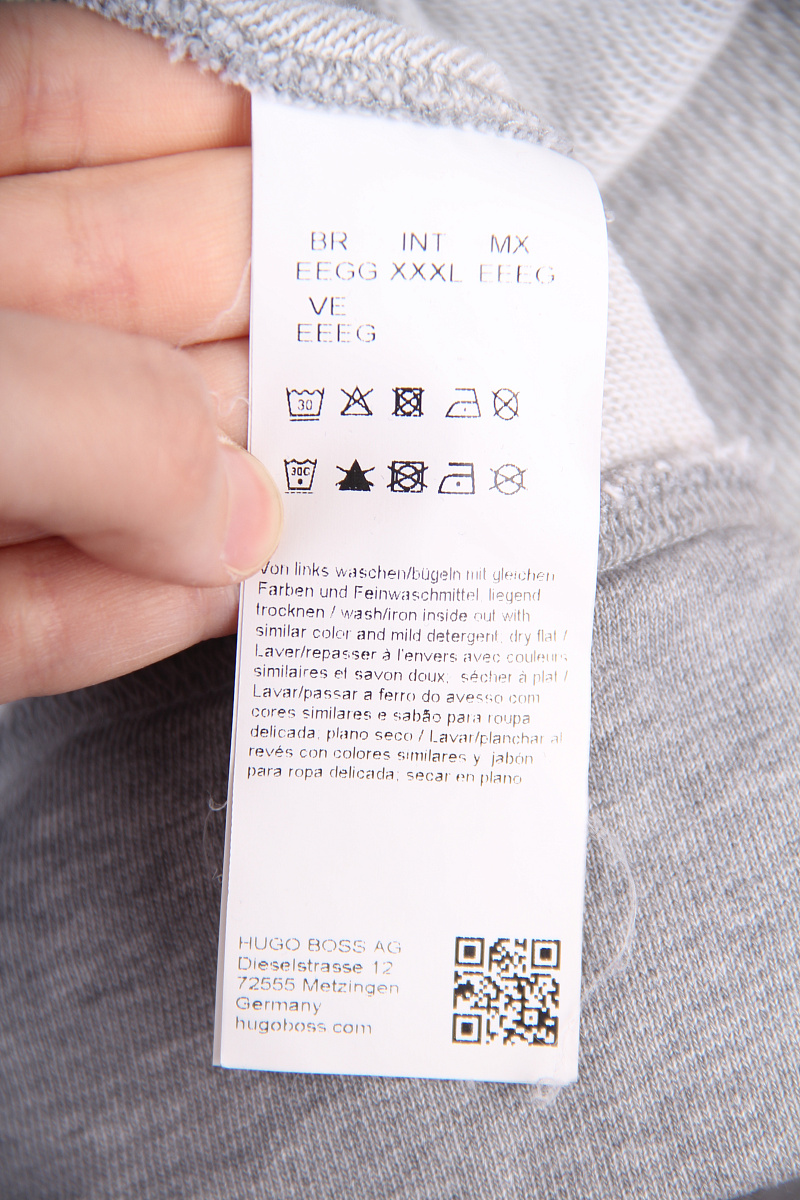 BR INT MX
EEGG XXXL EEEG
VE
EEEG
30
30C
Von links waschen/bügeln mit gleichen
Farben und Feinwaschmittel, liegend
trocknen / wash/iron inside out with
similar color and mild detergent, dry flat /
Laver/repasser à l'envers avec couleurs
similaires et savon doux, sécher à plat /
Lavar/passar a ferro do avesso com
cores similares e sabão para roupa
delicada, plano seco / Lavar/planchar al
revés con colores similares y jabón
para ropa delicada; secar en plano
HUGO BOSS AG
Dieselstrasse 12
72555 Metzingen
Germany
hugoboss.com